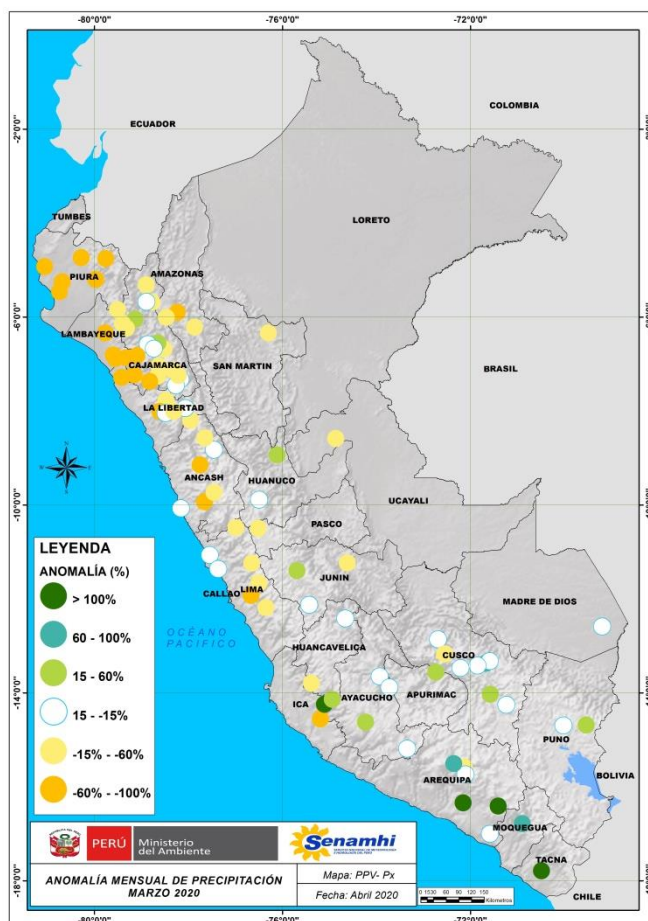 -80°0'0"
-76°0'0"
-72°0'0"
COLOMBIA
ECUADOR
-2°0'0"
TUMBES
LORETO
PIURA
AMAZONAS
-6°0'0"
LAMBAYEQUE
CAJAMARCA
SAN MARTIN
BRASIL
LA LIBERTAD
ANCASH
HUANUCO
UCAYALI
-10°0'0"
PASCO
LEYENDA
ANOMALÍA (%)
> 100%
60 - 100%
15 - 60%
15 - -15%
-15% - -60%
-60% - -100%
JUNIN
CALLAO
LIMA
MADRE DE DIOS
OCÉANO
PACIFICO
HUANCAVELICA
CUSCO
-14°0'0"
ICA
AYACUCHO
APURIMAC
PUNO
AREQUIPA
BOLIVIA
MOQUEGUA
TACNA
CHILE
PERÚ
Ministerio
del Ambiente
Senamhi
ANOMALÍA MENSUAL DE PRECIPITACIÓN
MARZO 2020
Mapa: PPV- Px
Fecha: Abril 2020
-18°0'0"
-80°0'0"
-76°0'0"
-72°0'0"